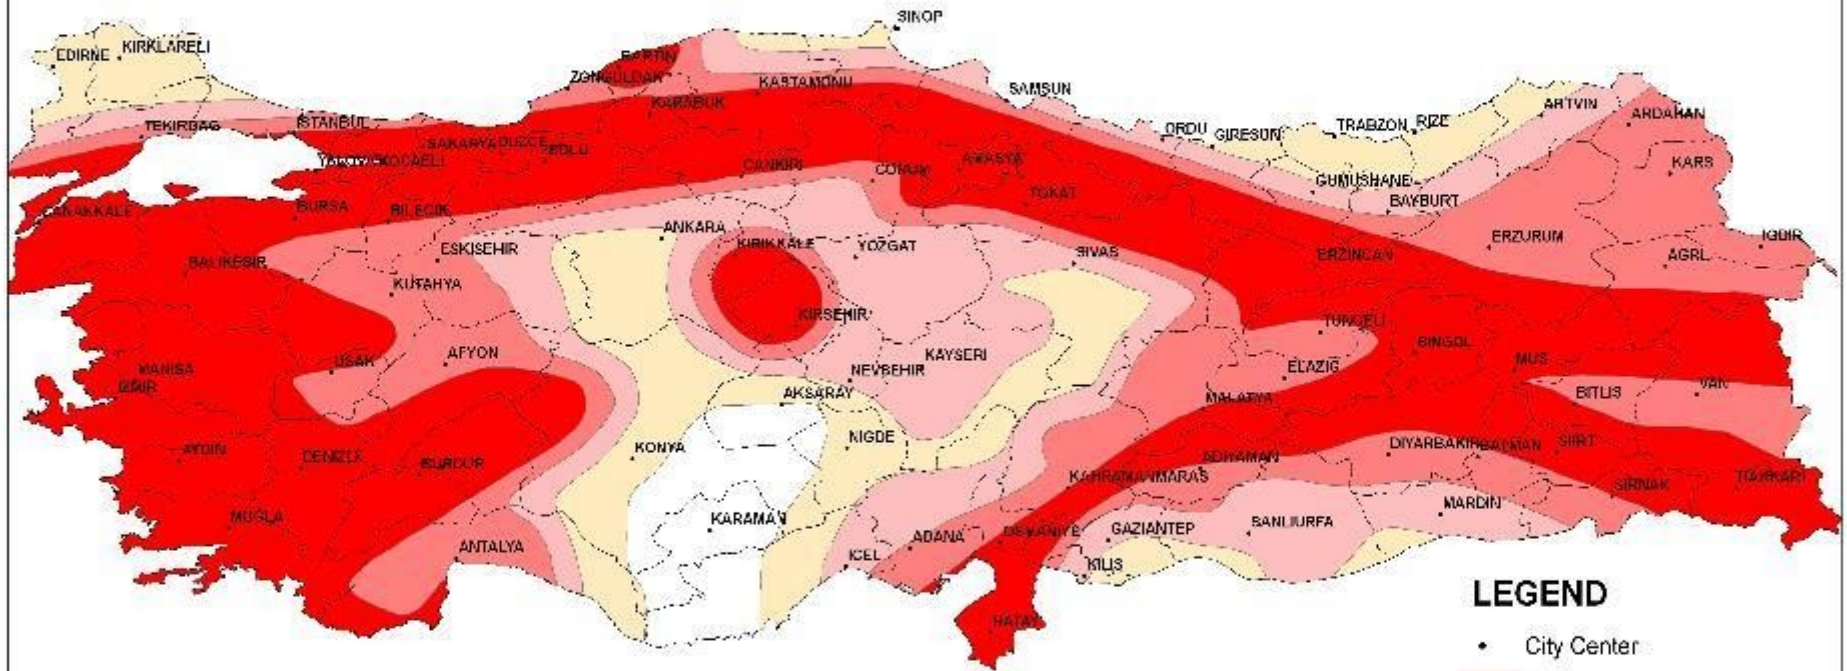 SINOP
EDIRNE
KIRKLARELI
BARTIN
ZONGULDAK
KASTAMONU
SAMSUN
KARABUK
ARTVIN
ARDAHAN
TEKIRDAG
ISTANBUL
ORDU
GIRESUN
TRABZON
RIZE
SAKARYA
DUZCE
BOLU
KOCAELI
CANKIRI
CORUM
AMASYA
KARS
TOKAT
GUMUSHANE
BAYBURT
CANAKKALE
BURSA
BILECIK
ANKARA
KIRIKKALE
YOZGAT
SIVAS
ERZINCAN
ERZURUM
IGDIR
AGRI.
ESKISEHIR
BALIKESIR
KUTAHYA
KIRSEHIR
TUNCELI
BINGOL
MUS
USAK
AFYON
KAYSERI
NEVSEHIR
ELAZIG
MANISA
IZMIR
AKSARAY
MALATYA
BITLIS
VAN
AYDIN
DENIZLI
BURDUR
KONYA
NIGDE
ADIYAMAN
DIYARBAKIR
BATMAN
SIIRT
KAHRAMANMARAS
SIRNAK
HAKKARI
MUGLA
KARAMAN
OSMANIYE
GAZIANTEP
SANLIURFA
MARDIN
ANTALYA
ICEL
ADANA
KILIS
HATAY
LEGEND
City Center